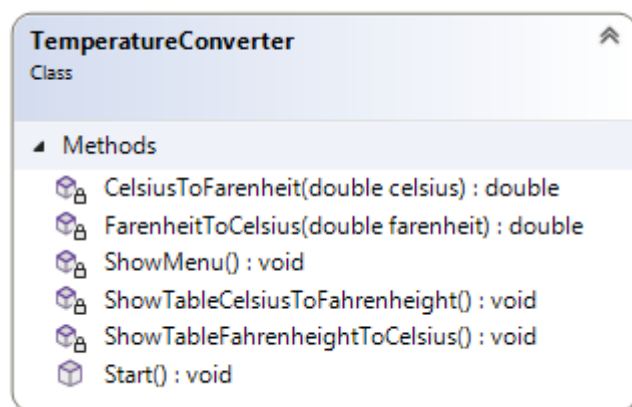 TemperatureConverter
Class
Methods
CelsiusToFarenheit(double celsius) : double
FarenheitToCelsius(double farenheit) : double
ShowMenu() : void
ShowTableCelsiusToFahrenheight() : void
ShowTableFahrenheightToCelsius() : void
Start() : void